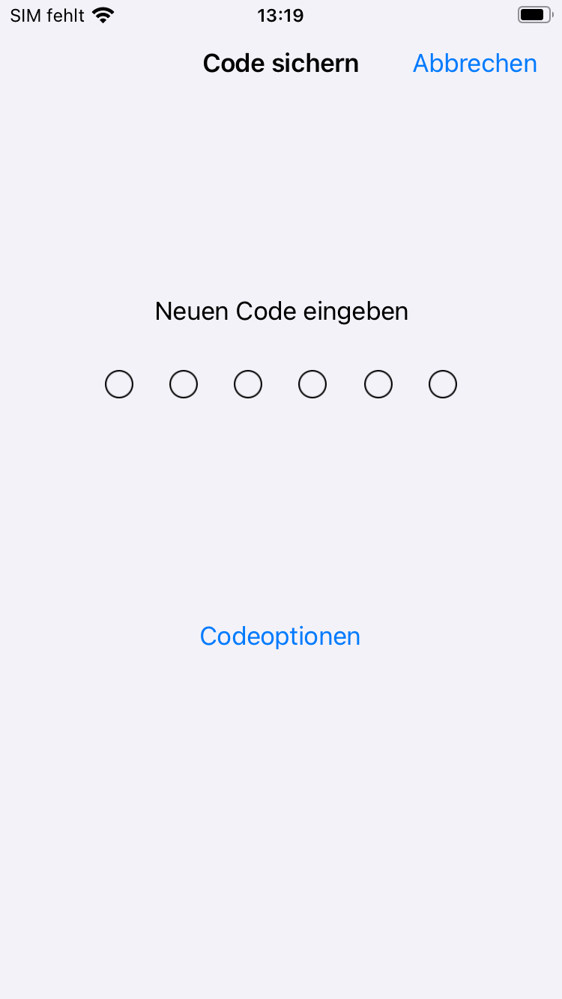 SIM fehlt 13:19
Code sichern Abbrechen
Neuen Code eingeben
Codeoptionen